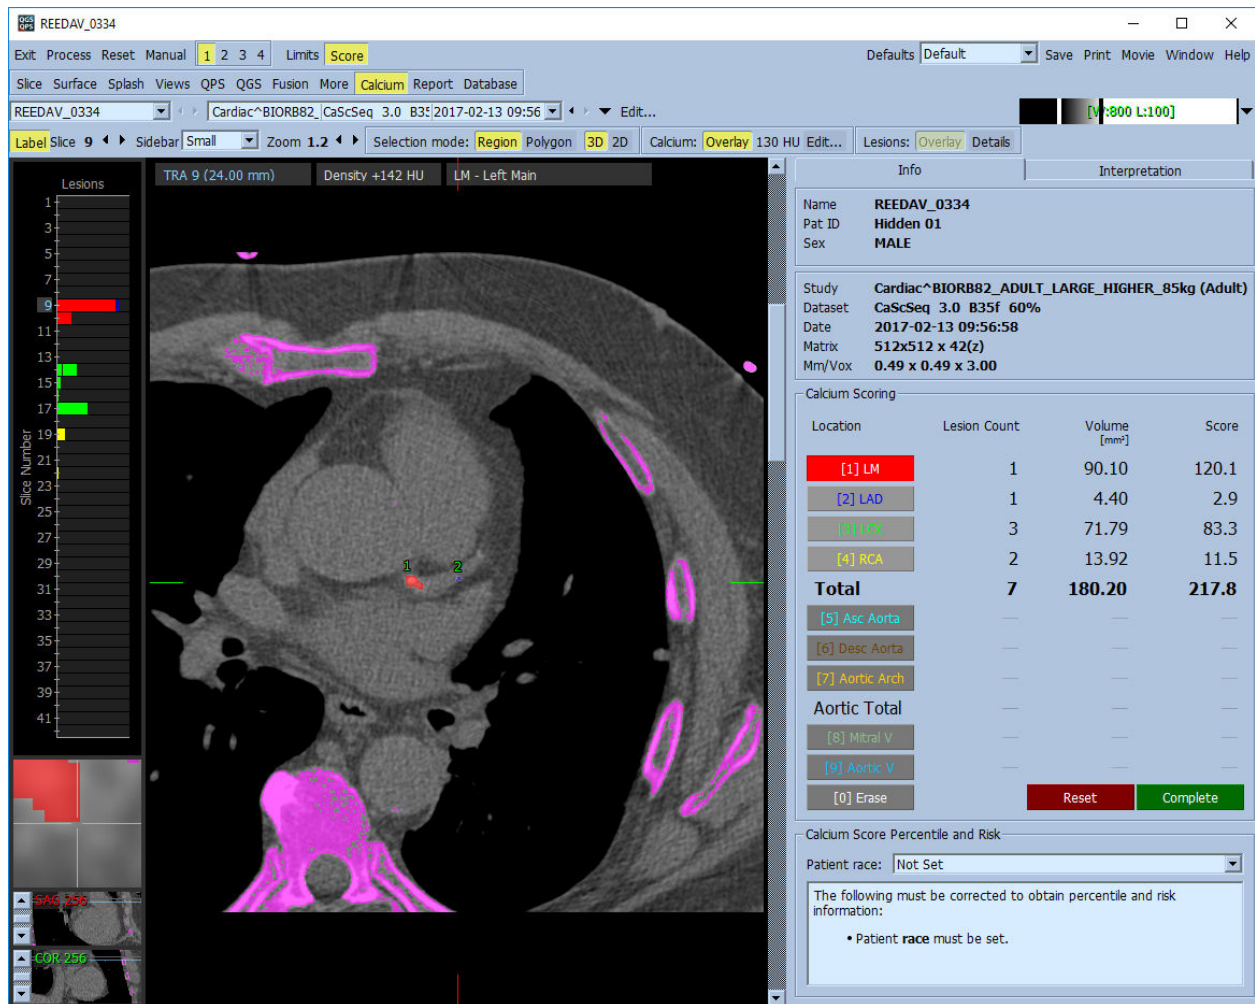 QGS QPS REEDAV_0334
Exit Process Reset Manual 1 2 3 4 Limits Score Defaults Default Save Print Movie Window Help
Slice Surface Splash Views QPS QGS Fusion More Calcium Report Database
REEDAV_0334 Cardiac^BIORB82_ CaScSeq 3.0 B35 2017-02-13 09:56 Edit... [W:800 L:100]
Label Slice 9 Sidebar Small Zoom 1.2 Selection mode: Region Polygon 3D 2D Calcium: Overlay 130 HU Edit... Lesions: Overlay Details
Lesions
1
3
5
7
9
11
13
15
17
19
21
23
25
27
29
31
33
35
37
39
41
Slice Number
SAG 256
COR 256
TRA 9 (24.00 mm) Density +142 HU LM - Left Main
1 2
Info Interpretation
Name REEDAV_0334
Pat ID Hidden 01
Sex MALE
Study Cardiac^BIORB82_ADULT_LARGE_HIGHER_85kg (Adult)
Dataset CaScSeq 3.0 B35f 60%
Date 2017-02-13 09:56:58
Matrix 512x512 x 42(z)
Mm/Vox 0.49 x 0.49 x 3.00
Calcium Scoring
Location Lesion Count Volume Score
[mm³]
[1] LM 1 90.10 120.1
[2] LAD 1 4.40 2.9
[3] LCX 3 71.79 83.3
[4] RCA 2 13.92 11.5
Total 7 180.20 217.8
[5] Asc Aorta — — —
[6] Desc Aorta — — —
[7] Aortic Arch — — —
Aortic Total — — —
[8] Mitral V — — —
[9] Aortic V — — —
[0] Erase Reset Complete
Calcium Score Percentile and Risk
Patient race: Not Set
The following must be corrected to obtain percentile and risk
information:
• Patient race must be set.